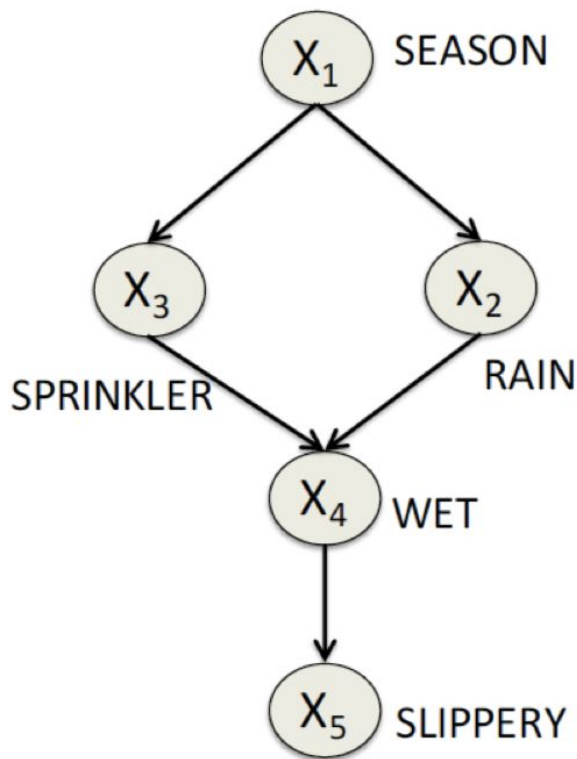 X₁ SEASON
X₃
X₂
SPRINKLER
RAIN
X₄ WET
X₅ SLIPPERY